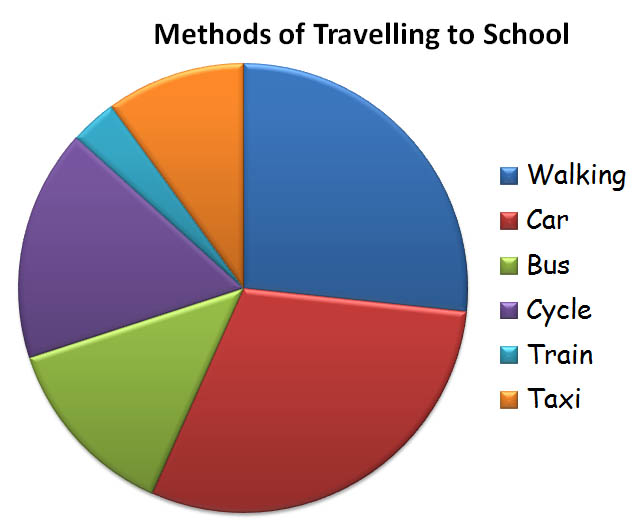 Methods of Travelling to School
Walking
Car
Bus
Cycle
Train
Taxi